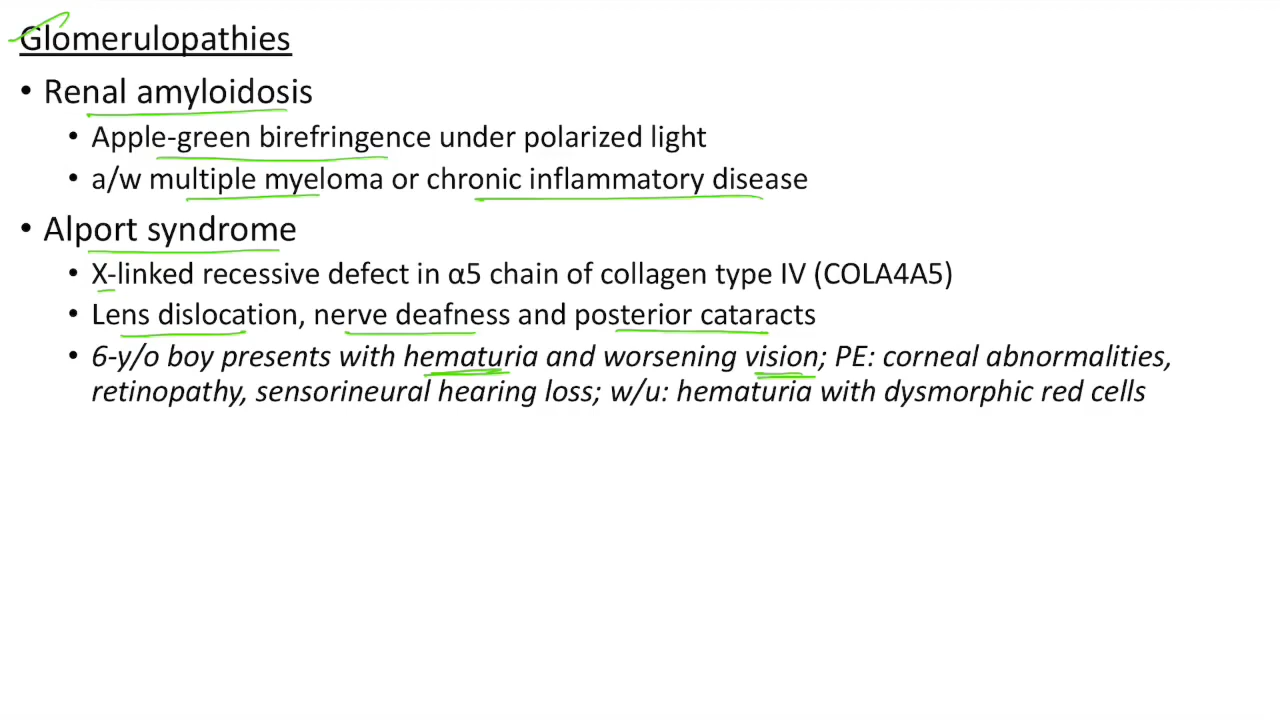 Glomerulopathies
• Renal amyloidosis
• Apple-green birefringence under polarized light
• a/w multiple myeloma or chronic inflammatory disease
• Alport syndrome
• X-linked recessive defect in α5 chain of collagen type IV (COLA4A5)
• Lens dislocation, nerve deafness and posterior cataracts
• 6-y/o boy presents with hematuria and worsening vision; PE: corneal abnormalities,
retinopathy, sensorineural hearing loss; w/u: hematuria with dysmorphic red cells